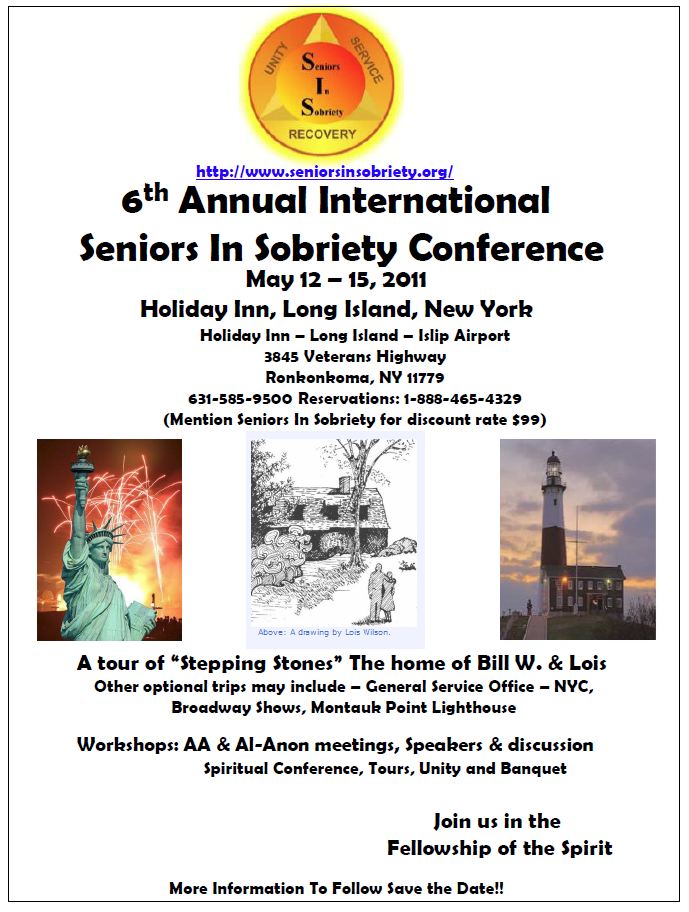 UNITY
SERVICE
Seniors
In
Sobriety
RECOVERY
http://www.seniorsinsobriety.org/
6th Annual International
Seniors In Sobriety Conference
May 12 – 15, 2011
Holiday Inn, Long Island, New York
Holiday Inn – Long Island – Islip Airport
3845 Veterans Highway
Ronkonkoma, NY 11779
631-585-9500 Reservations: 1-888-465-4329
(Mention Seniors In Sobriety for discount rate $99)
Above: A drawing by Lois Wilson.
A tour of “Stepping Stones” The home of Bill W. & Lois
Other optional trips may include – General Service Office – NYC,
Broadway Shows, Montauk Point Lighthouse
Workshops: AA & Al-Anon meetings, Speakers & discussion
Spiritual Conference, Tours, Unity and Banquet
Join us in the
Fellowship of the Spirit
More Information To Follow Save the Date!!